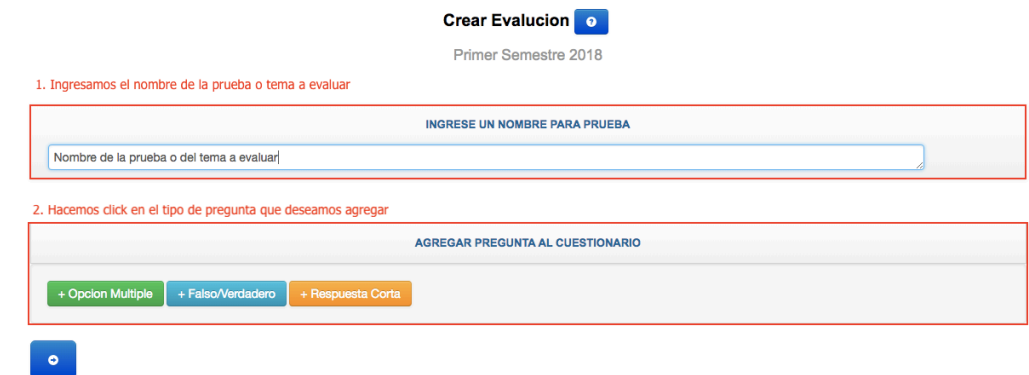 Crear Evalucion
Primer Semestre 2018
1. Ingresamos el nombre de la prueba o tema a evaluar
INGRESE UN NOMBRE PARA PRUEBA
Nombre de la prueba o del tema a evaluar
2. Hacemos click en el tipo de pregunta que deseamos agregar
AGREGAR PREGUNTA AL CUESTIONARIO
+ Opcion Multiple + Falso/Verdadero + Respuesta Corta